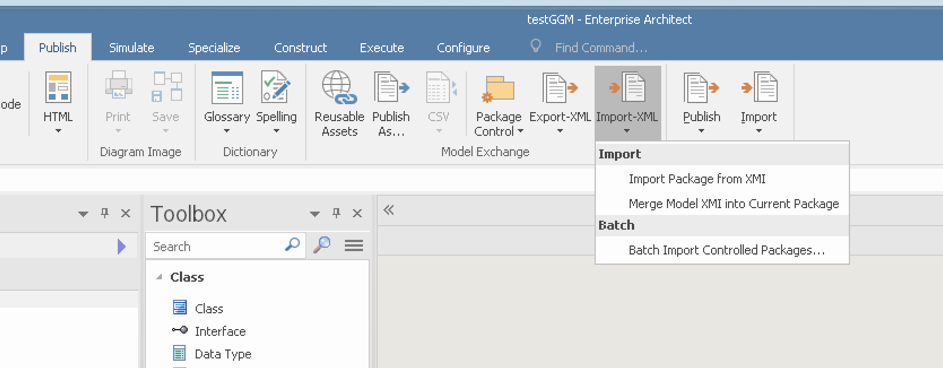 testGGM - Enterprise Architect
Publish Simulate Specialize Construct Execute Configure Find Command...
HTML Print Save Glossary Spelling Reusable Assets Publish As... CSV Package Control Export-XML Import-XML Publish Import
Diagram Image Dictionary Model Exchange
Import
Import Package from XMI
Merge Model XMI into Current Package
Batch
Batch Import Controlled Packages...
Toolbox
Search
Class
Class
Interface
Data Type